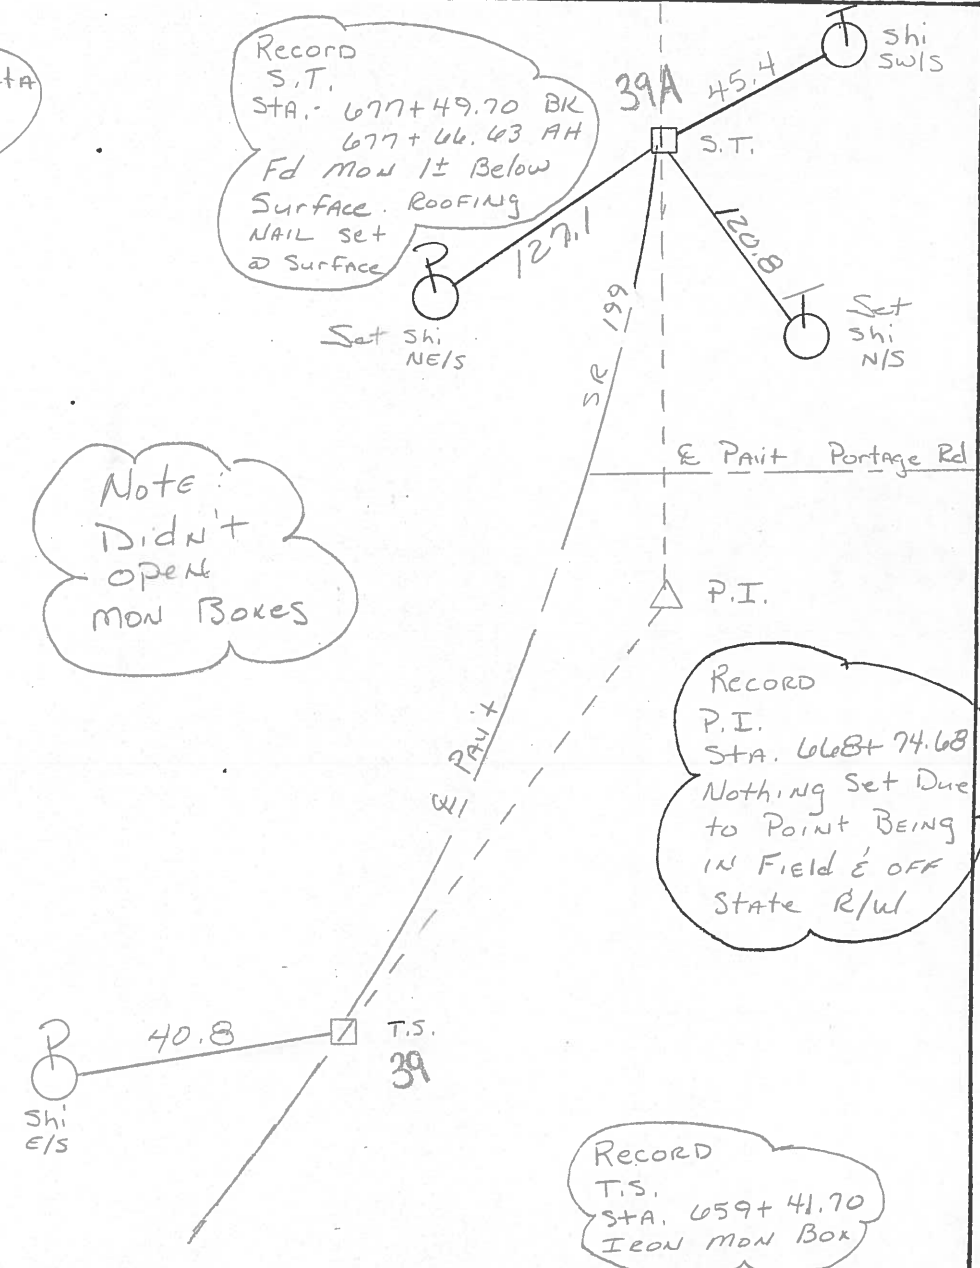 tA
Record
S.T.
StA.- 677+49.70 BK
677+66.63 AH
Fd Mon 1± Below
Surface. Roofing
Nail set
@ Surface
39A
45.4
Shi
SW/S
S.T.
127.1
120.8
P
Set Shi
NE/S
Set
Shi
N/S
SR 199
℄ Pav't Portage Rd
Note:
Didn't
open
mon Boxes
P.I.
Record
P.I.
StA. 668+74.68
Nothing Set Due
to Point Being
in Field & off
State R/W
℄ Pav't
P
40.8
T.S.
39
Shi
E/S
Record
T.S.
StA. 659+41.70
Iron mon Box